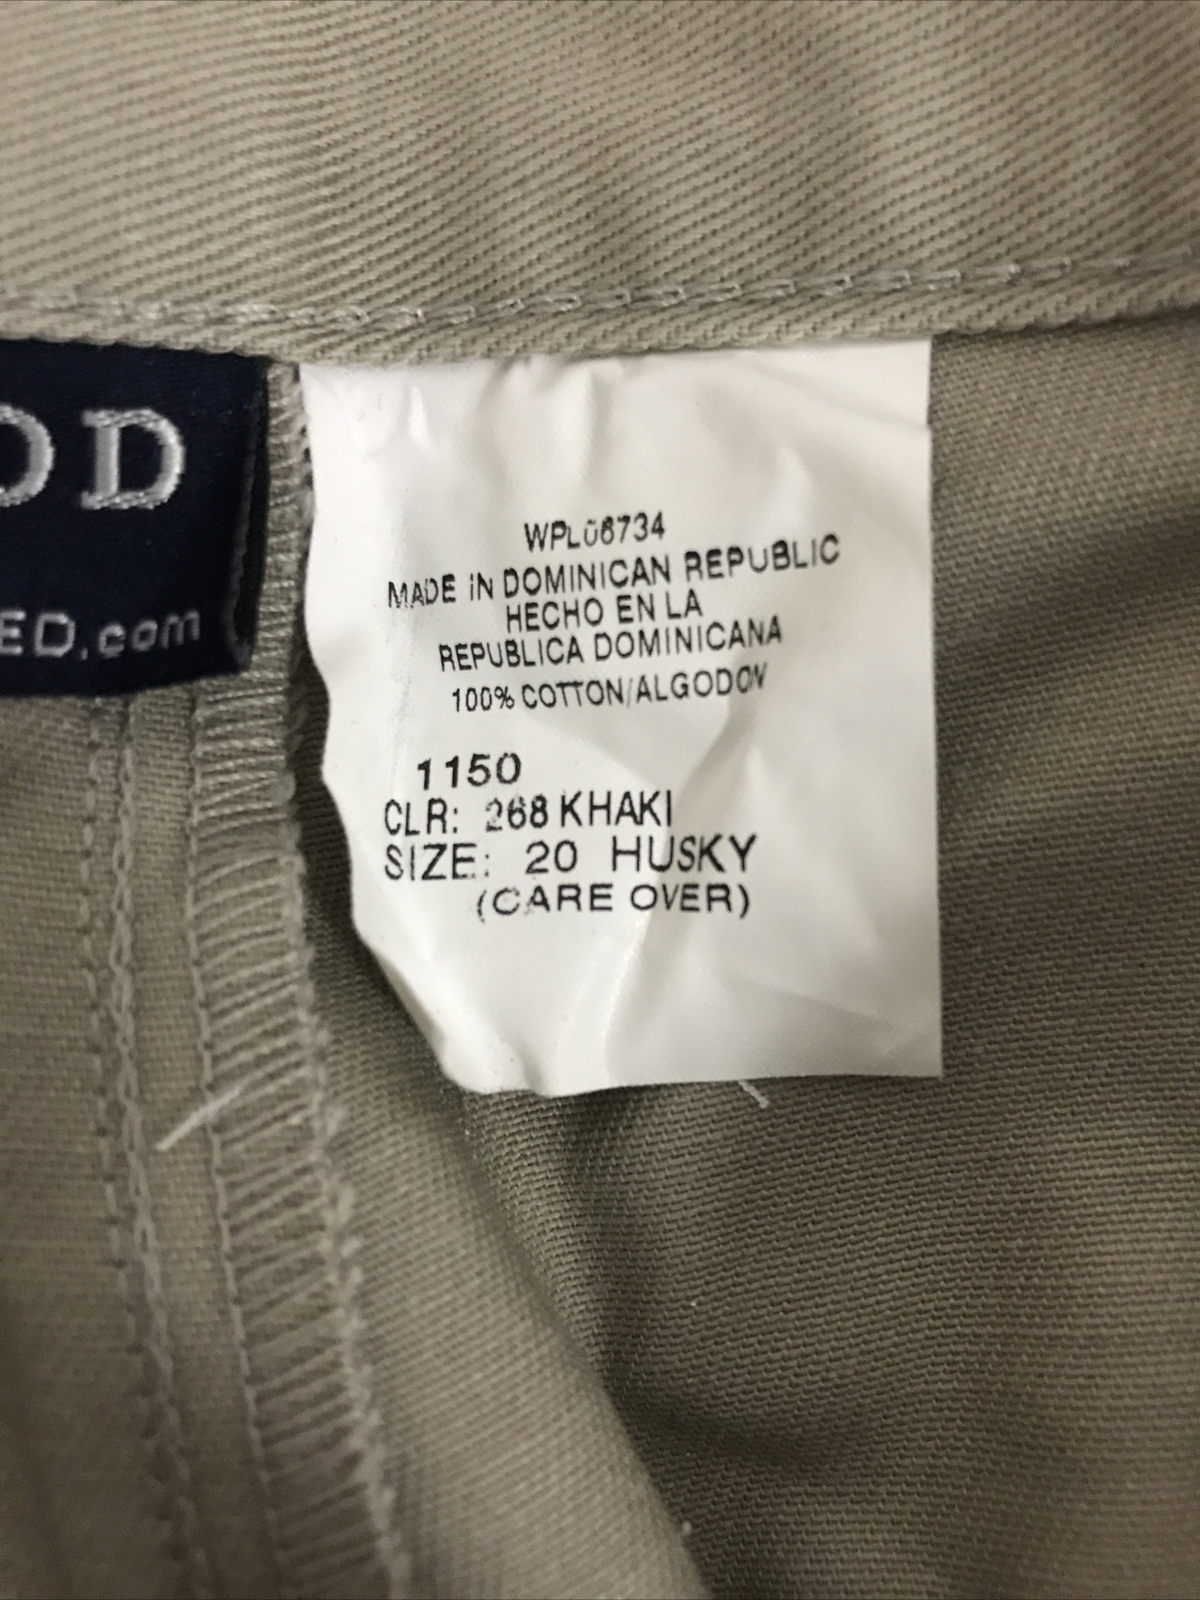 OD
ED.com
WPL06734
MADE IN DOMINICAN REPUBLIC
HECHO EN LA
REPUBLICA DOMINICANA
100% COTTON/ALGODON
1150
CLR: 268 KHAKI
SIZE: 20 HUSKY
(CARE OVER)